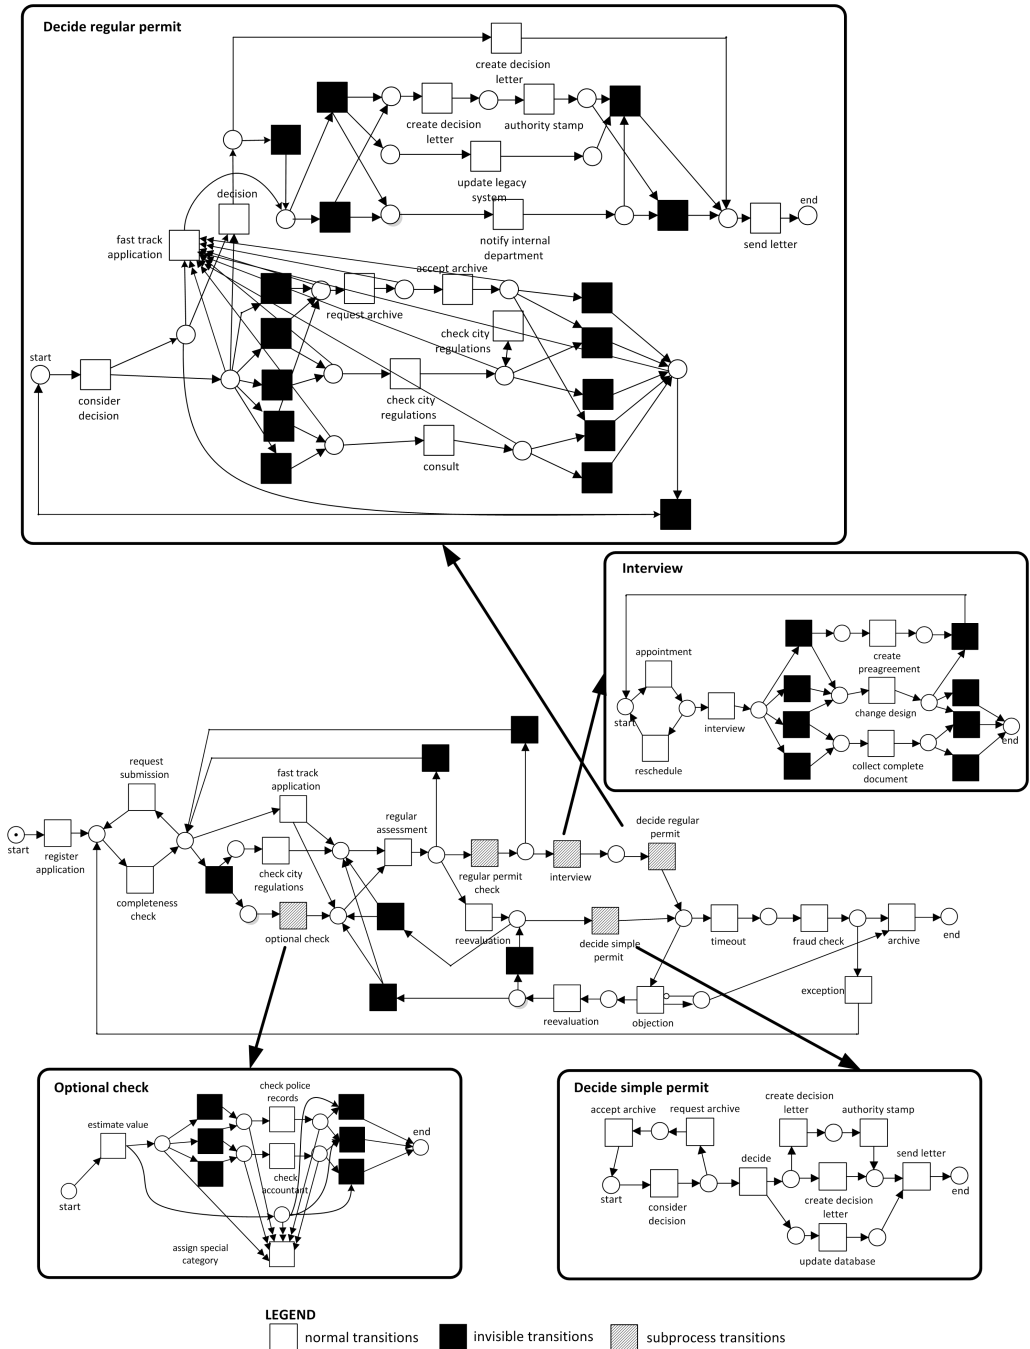 Decide regular permit
create decision
letter
create decision
letter
authority stamp
update legacy
system
decision
fast track
application
notify internal
department
end
send letter
accept archive
request archive
check city
regulations
start
consider
decision
check city
regulations
consult
Interview
appointment
create
preagreement
start
interview
change design
end
reschedule
collect complete
document
request
submission
fast track
application
regular
assessment
decide regular
permit
start
register
application
check city
regulations
regular permit
check
interview
completeness
check
optional check
reevaluation
decide simple
permit
timeout
fraud check
archive
end
exception
reevaluation
objection
Optional check
check police
records
estimate value
end
check
accountant
start
assign special
category
Decide simple permit
create decision
letter
accept archive
request archive
authority stamp
decide
send letter
start
consider
decision
create decision
letter
end
update database
LEGEND
normal transitions
invisible transitions
subprocess transitions